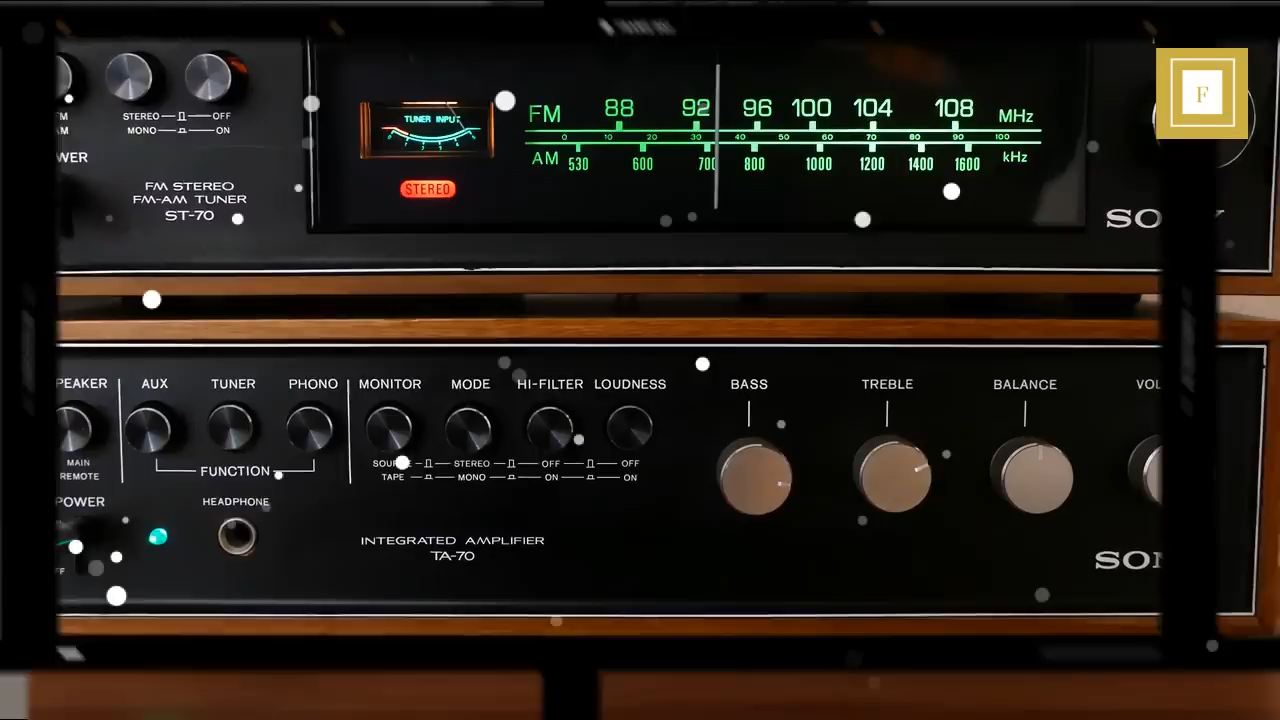 F
FM 88 92 96 100 104 108 MHz
0 10 20 30 40 50 60 70 80 90 100
AM 530 600 700 800 1000 1200 1400 1600 kHz
TUNER INPUT
STEREO
STEREO OFF
MONO ON
FM STEREO
FM-AM TUNER
ST-70
AUX TUNER PHONO MONITOR MODE HI-FILTER LOUDNESS BASS TREBLE BALANCE
MAIN
REMOTE
FUNCTION
SOURCE STEREO OFF OFF
TAPE MONO ON ON
POWER
HEADPHONE
INTEGRATED AMPLIFIER
TA-70